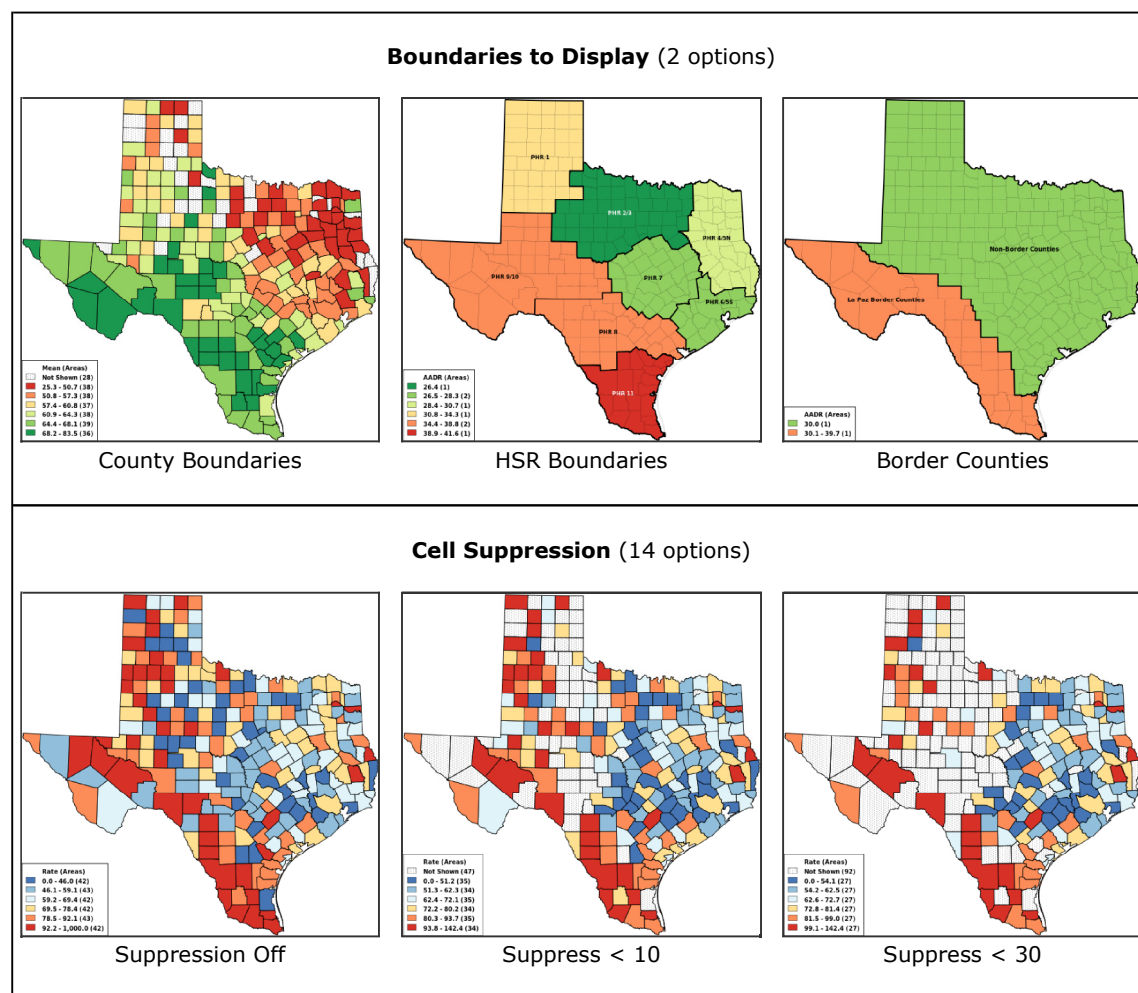 Boundaries to Display (2 options)
PHR 1
PHR 2/3
PHR 4/5N
PHR 9/10
PHR 7
PHR 6/5S
PHR 8
PHR 11
Non-Border Counties
La Paz Border Counties
Mean (Areas)
Not Shown (28)
25.3 - 50.7 (38)
50.8 - 57.3 (38)
57.4 - 60.8 (37)
60.9 - 64.3 (38)
64.4 - 68.1 (39)
68.2 - 83.5 (36)
AADR (Areas)
26.4 (1)
26.5 - 28.3 (2)
28.4 - 30.7 (1)
30.8 - 34.3 (1)
34.4 - 38.8 (2)
38.9 - 41.6 (1)
AADR (Areas)
30.0 (1)
30.1 - 39.7 (1)
County Boundaries
HSR Boundaries
Border Counties
Cell Suppression (14 options)
Rate (Areas)
0.0 - 46.0 (42)
46.1 - 59.1 (43)
59.2 - 69.4 (42)
69.5 - 78.4 (42)
78.5 - 92.1 (43)
92.2 - 1,000.0 (42)
Rate (Areas)
Not Shown (47)
0.0 - 51.2 (35)
51.3 - 62.3 (34)
62.4 - 72.1 (35)
72.2 - 80.2 (34)
80.3 - 93.7 (35)
93.8 - 142.4 (34)
Rate (Areas)
Not Shown (92)
0.0 - 54.1 (27)
54.2 - 62.5 (27)
62.6 - 72.7 (27)
72.8 - 81.4 (27)
81.5 - 99.0 (27)
99.1 - 142.4 (27)
Suppression Off
Suppress < 10
Suppress < 30